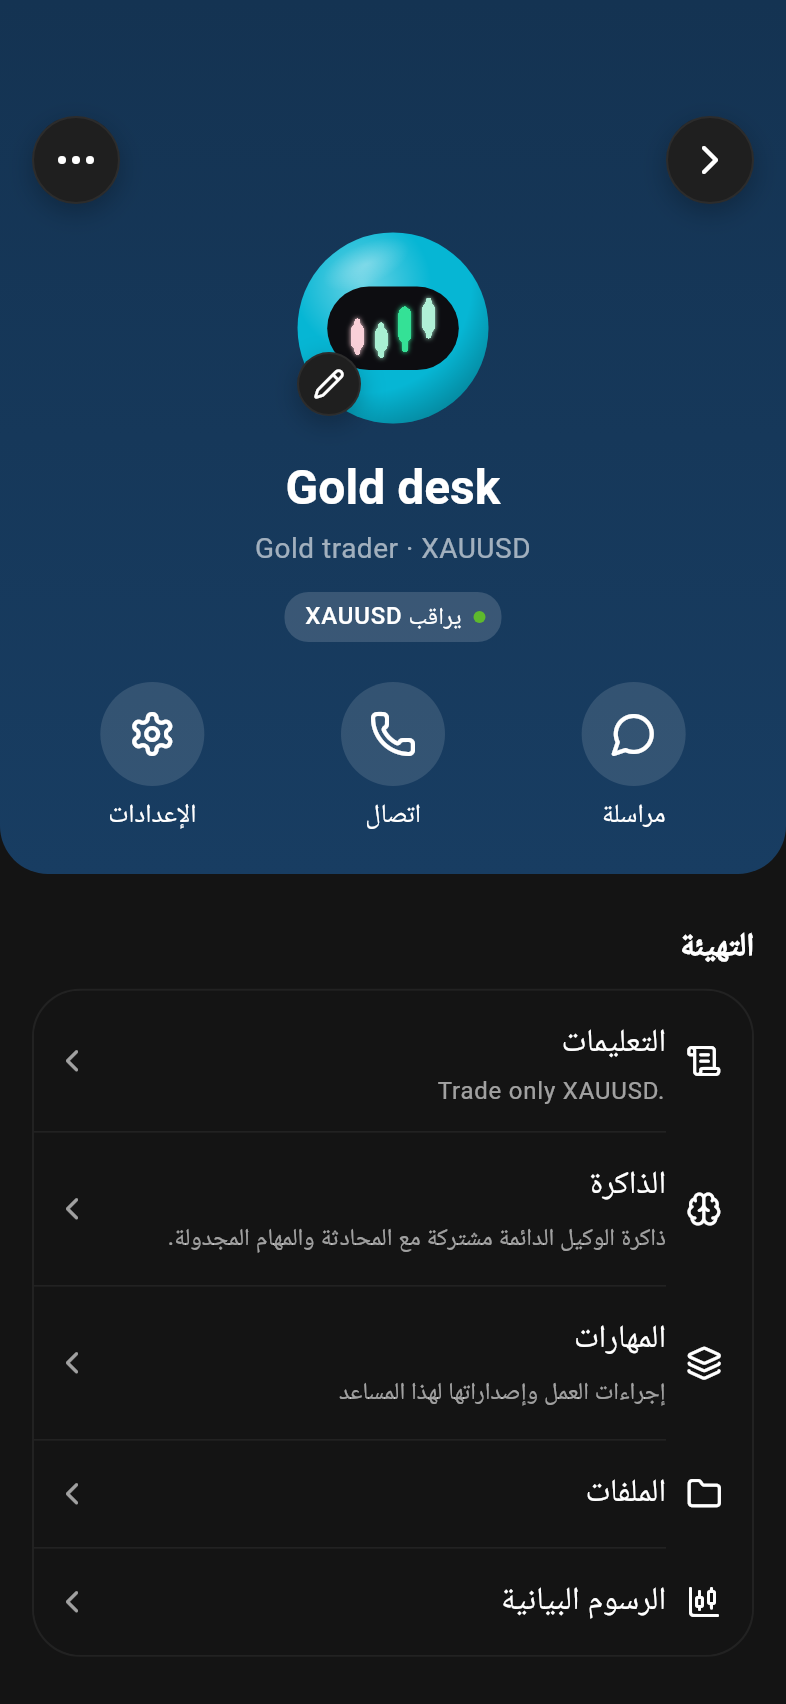 Gold desk
Gold trader · XAUUSD
يراقب XAUUSD
مراسلة
اتصال
الإعدادات
التهيئة
التعليمات
Trade only XAUUSD.
الذاكرة
ذاكرة الوكيل الدائمة مشتركة مع المحادثة والمهام المجدولة.
المهارات
إجراءات العمل وإصداراتها لهذا المساعد
الملفات
الرسوم البيانية